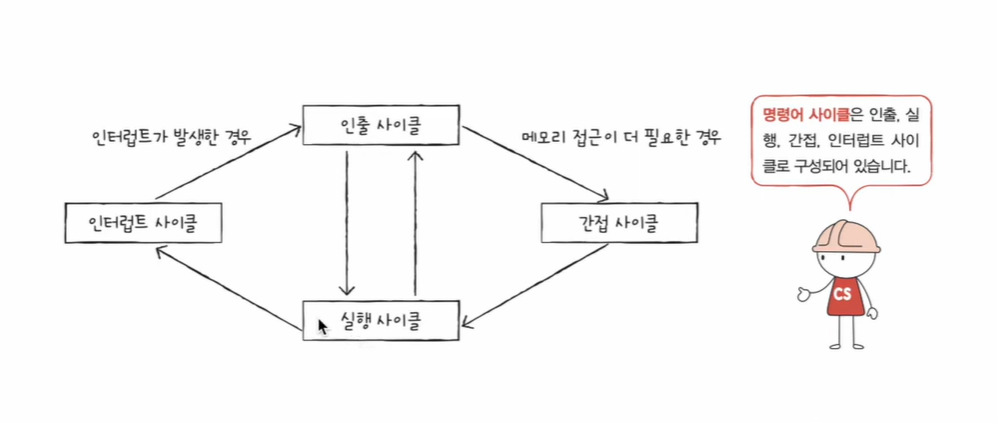 인출 사이클
인터럽트가 발생한 경우
메모리 접근이 더 필요한 경우
인터럽트 사이클
간접 사이클
실행 사이클
명령어 사이클은 인출, 실
행, 간접, 인터럽트 사이
클로 구성되어 있습니다.
CS